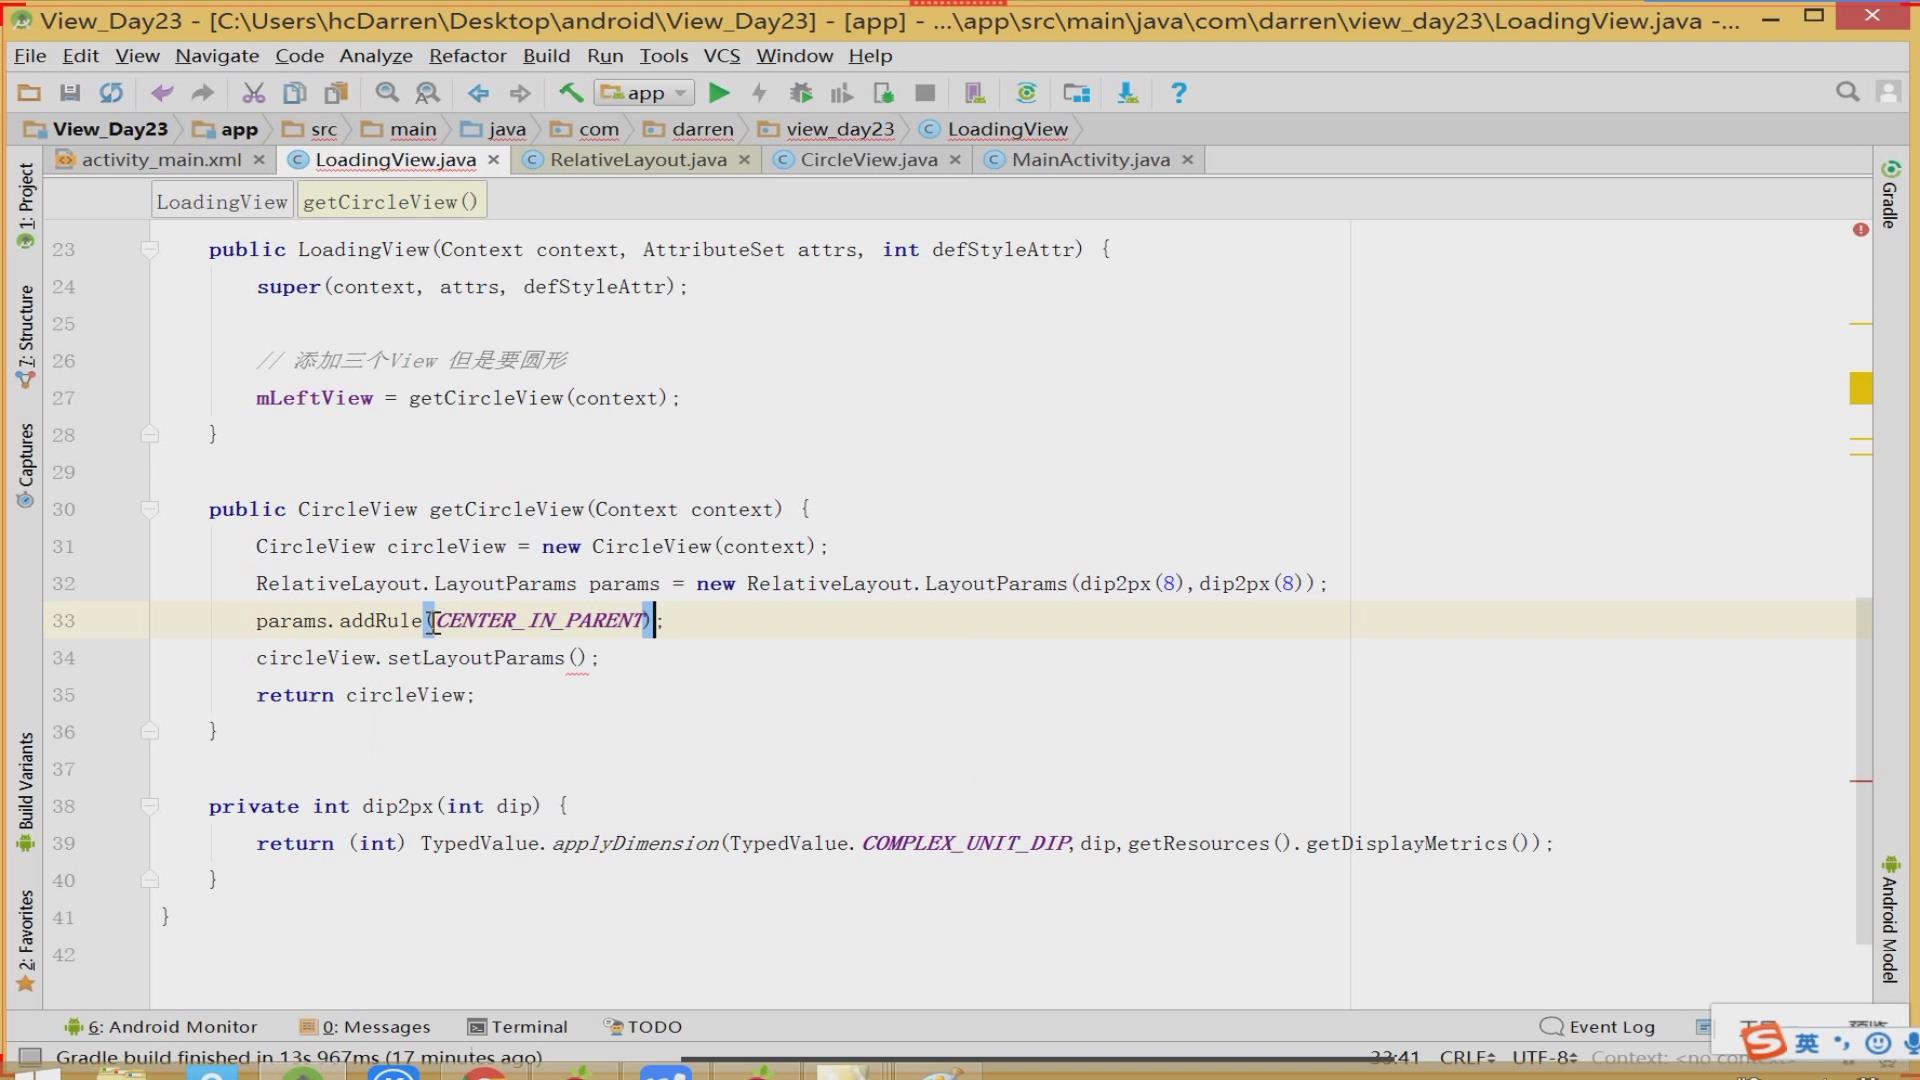 View_Day23 - [C:\Users\hcDarren\Desktop\android\View_Day23] - [app] - ...\app\src\main\java\com\darren\view_day23\LoadingView.java -...
File Edit View Navigate Code Analyze Refactor Build Run Tools VCS Window Help
app
View_Day23 app src main java com darren view_day23 LoadingView
activity_main.xml LoadingView.java RelativeLayout.java CircleView.java MainActivity.java
LoadingView getCircleView()
23 public LoadingView(Context context, AttributeSet attrs, int defStyleAttr) {
24 super(context, attrs, defStyleAttr);
25
26 // 添加三个View 但是要圆形
27 mLeftView = getCircleView(context);
28 }
29
30 public CircleView getCircleView(Context context) {
31 CircleView circleView = new CircleView(context);
32 RelativeLayout.LayoutParams params = new RelativeLayout.LayoutParams(dip2px(8),dip2px(8));
33 params.addRule(CENTER_IN_PARENT);
34 circleView.setLayoutParams();
35 return circleView;
36 }
37
38 private int dip2px(int dip) {
39 return (int) TypedValue.applyDimension(TypedValue.COMPLEX_UNIT_DIP,dip,getResources().getDisplayMetrics());
40 }
41 }
42
1: Project
7: Structure
Captures
Build Variants
2: Favorites
Gradle
Android Model
6: Android Monitor 0: Messages Terminal TODO Event Log
Gradle build finished in 13s 967ms (17 minutes ago) 33:41 CRLF UTF-8 Context: <no con
英